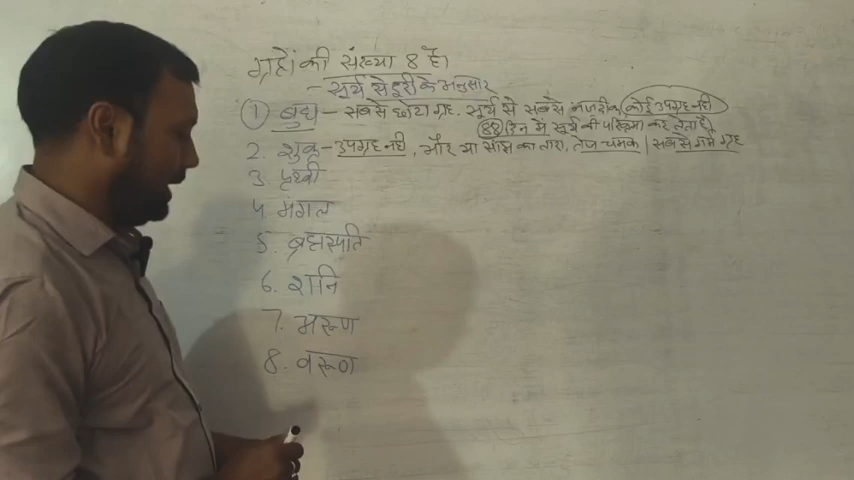 ग्रहों की संख्या 8 है।
- सूर्य से दूरी के अनुसार
① बुध - सबसे छोटा ग्रह. सूर्य से सबसे नजदीक, कोई उपग्रह नही
88 दिन में सूर्य की परिक्रमा कर लेता है।
2. शुक्र - उपग्रह नही, भोर या सांझ का तारा, तेज चमक | सबसे गर्म ग्रह
3. पृथ्वी
4. मंगल
5. ब्रहास्पति
6. शनि
7. अरूण
8. वरूण